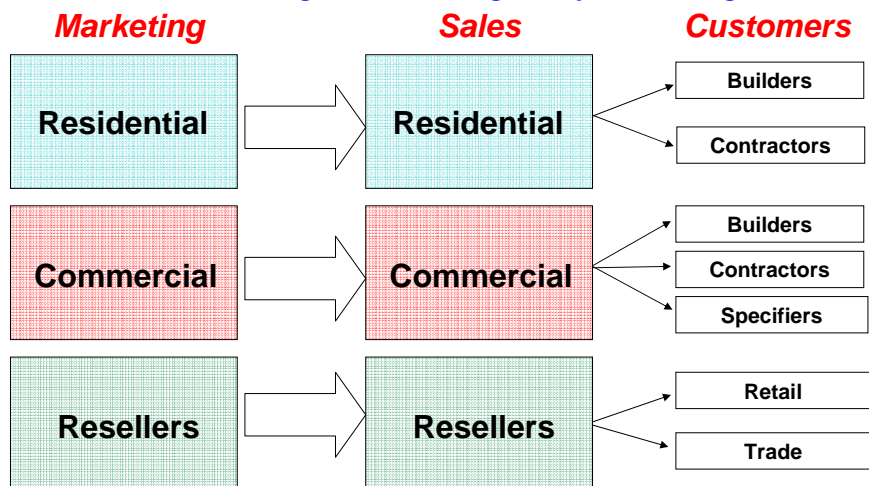 Marketing Sales Customers
Residential Residential Builders
Contractors
Commercial Commercial Builders
Contractors
Specifiers
Resellers Resellers Retail
Trade